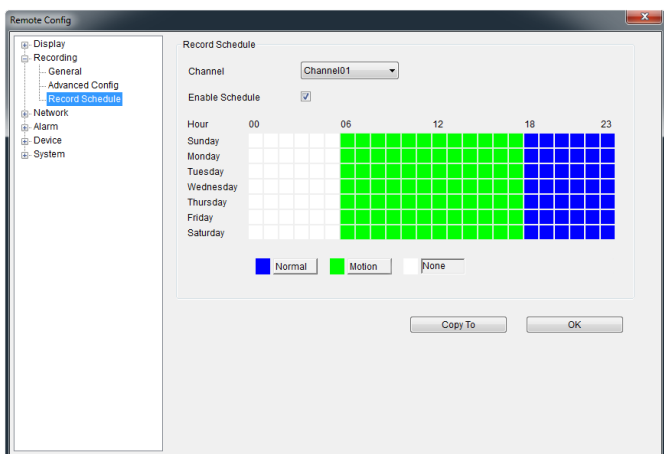 Remote Config
Display
Recording
General
Advanced Config
Record Schedule
Network
Alarm
Device
System
Record Schedule
Channel Channel01
Enable Schedule
Hour 00 06 12 18 23
Sunday
Monday
Tuesday
Wednesday
Thursday
Friday
Saturday
Normal Motion None
Copy To OK